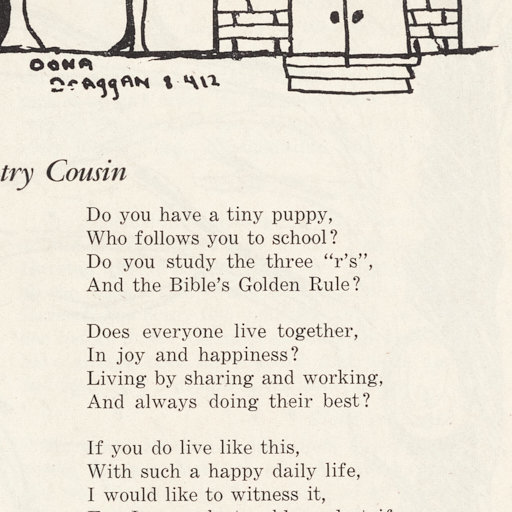 OONA
DRAGGAN 8-412
try Cousin
Do you have a tiny puppy,
Who follows you to school?
Do you study the three “r's”,
And the Bible's Golden Rule?
Does everyone live together,
In joy and happiness?
Living by sharing and working,
And always doing their best?
If you do live like this,
With such a happy daily life,
I would like to witness it,